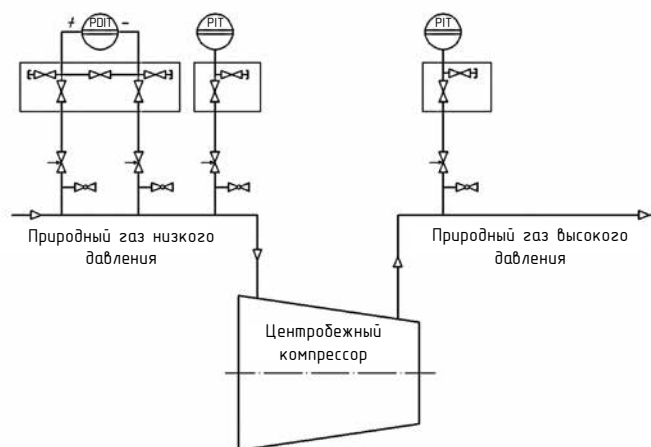 + PDIT −
PIT
PIT
Природный газ низкого
давления
Природный газ высокого
давления
Центробежный
компрессор